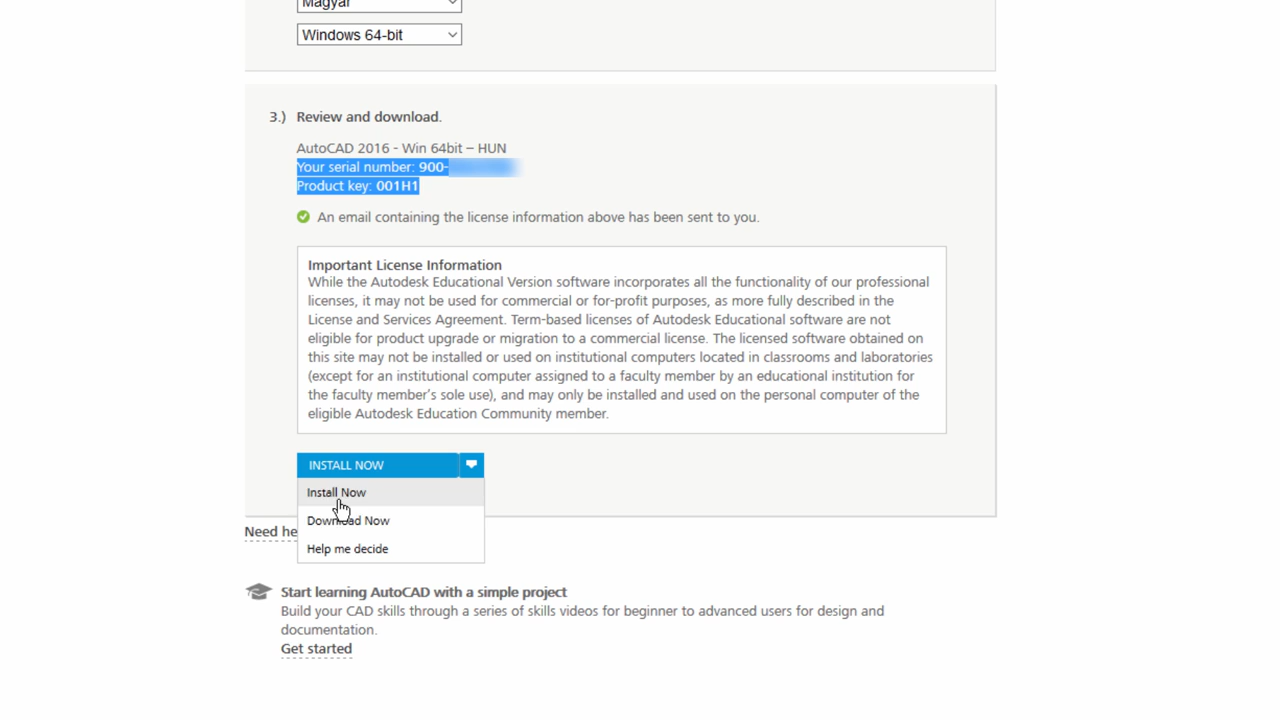 Magyar
Windows 64-bit
3.) Review and download.
AutoCAD 2016 - Win 64bit – HUN
Your serial number: 900-
Product key: 001H1
An email containing the license information above has been sent to you.
Important License Information
While the Autodesk Educational Version software incorporates all the functionality of our professional
licenses, it may not be used for commercial or for-profit purposes, as more fully described in the
License and Services Agreement. Term-based licenses of Autodesk Educational software are not
eligible for product upgrade or migration to a commercial license. The licensed software obtained on
this site may not be installed or used on institutional computers located in classrooms and laboratories
(except for an institutional computer assigned to a faculty member by an educational institution for
the faculty member's sole use), and may only be installed and used on the personal computer of the
eligible Autodesk Education Community member.
INSTALL NOW
Install Now
Download Now
Help me decide
Need he
Start learning AutoCAD with a simple project
Build your CAD skills through a series of skills videos for beginner to advanced users for design and
documentation.
Get started